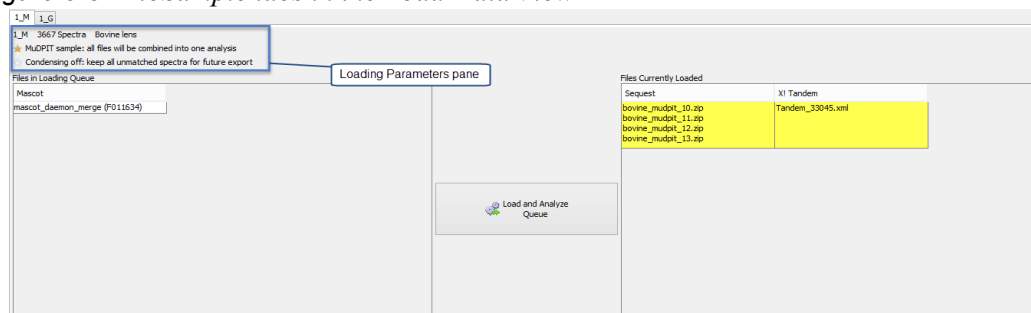 1_M 1_G
1_M 3667 Spectra Bovine lens
MuDPIT sample: all files will be combined into one analysis
Condensing off: keep all unmatched spectra for future export
Loading Parameters pane
Files in Loading Queue
Mascot
mascot_daemon_merge (F011634)
Load and Analyze
Queue
Files Currently Loaded
Sequest X! Tandem
bovine_mudpit_10.zip Tandem_33045.xml
bovine_mudpit_11.zip
bovine_mudpit_12.zip
bovine_mudpit_13.zip